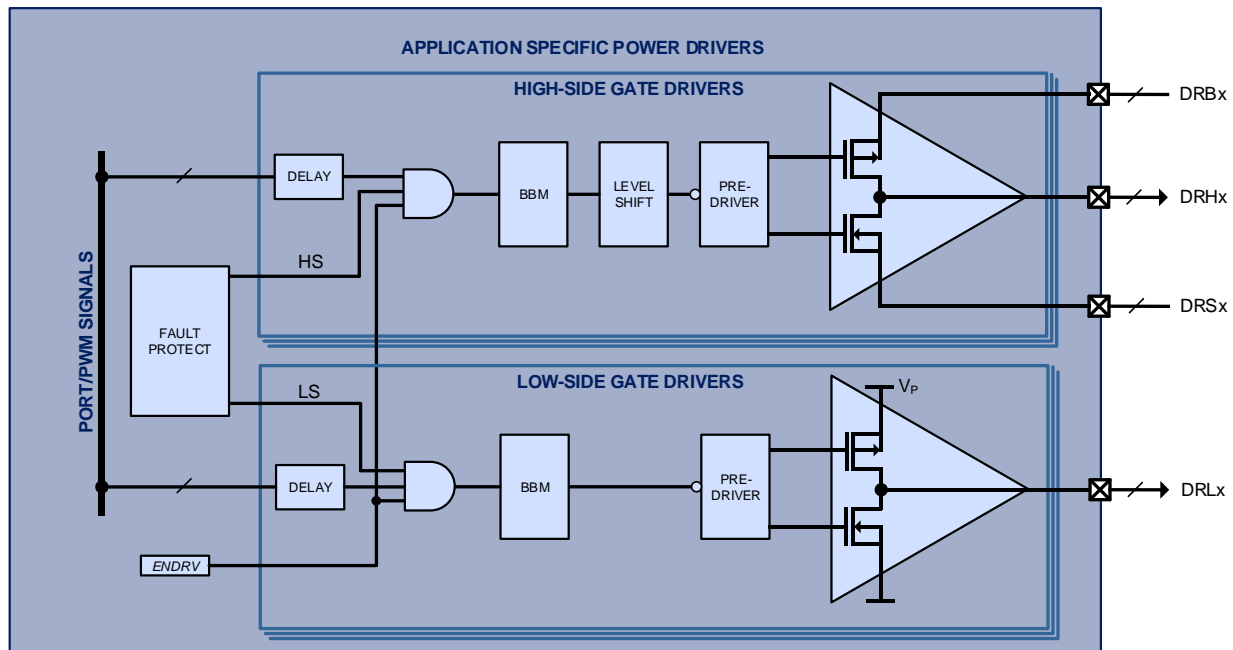 APPLICATION SPECIFIC POWER DRIVERS
HIGH-SIDE GATE DRIVERS
DRBx
DELAY
BBM
LEVEL
SHIFT
PRE-
DRIVER
DRHx
HS
PORT/PWM SIGNALS
FAULT
PROTECT
DRSx
LS
LOW-SIDE GATE DRIVERS
VP
DELAY
BBM
PRE-
DRIVER
DRLx
ENDRV